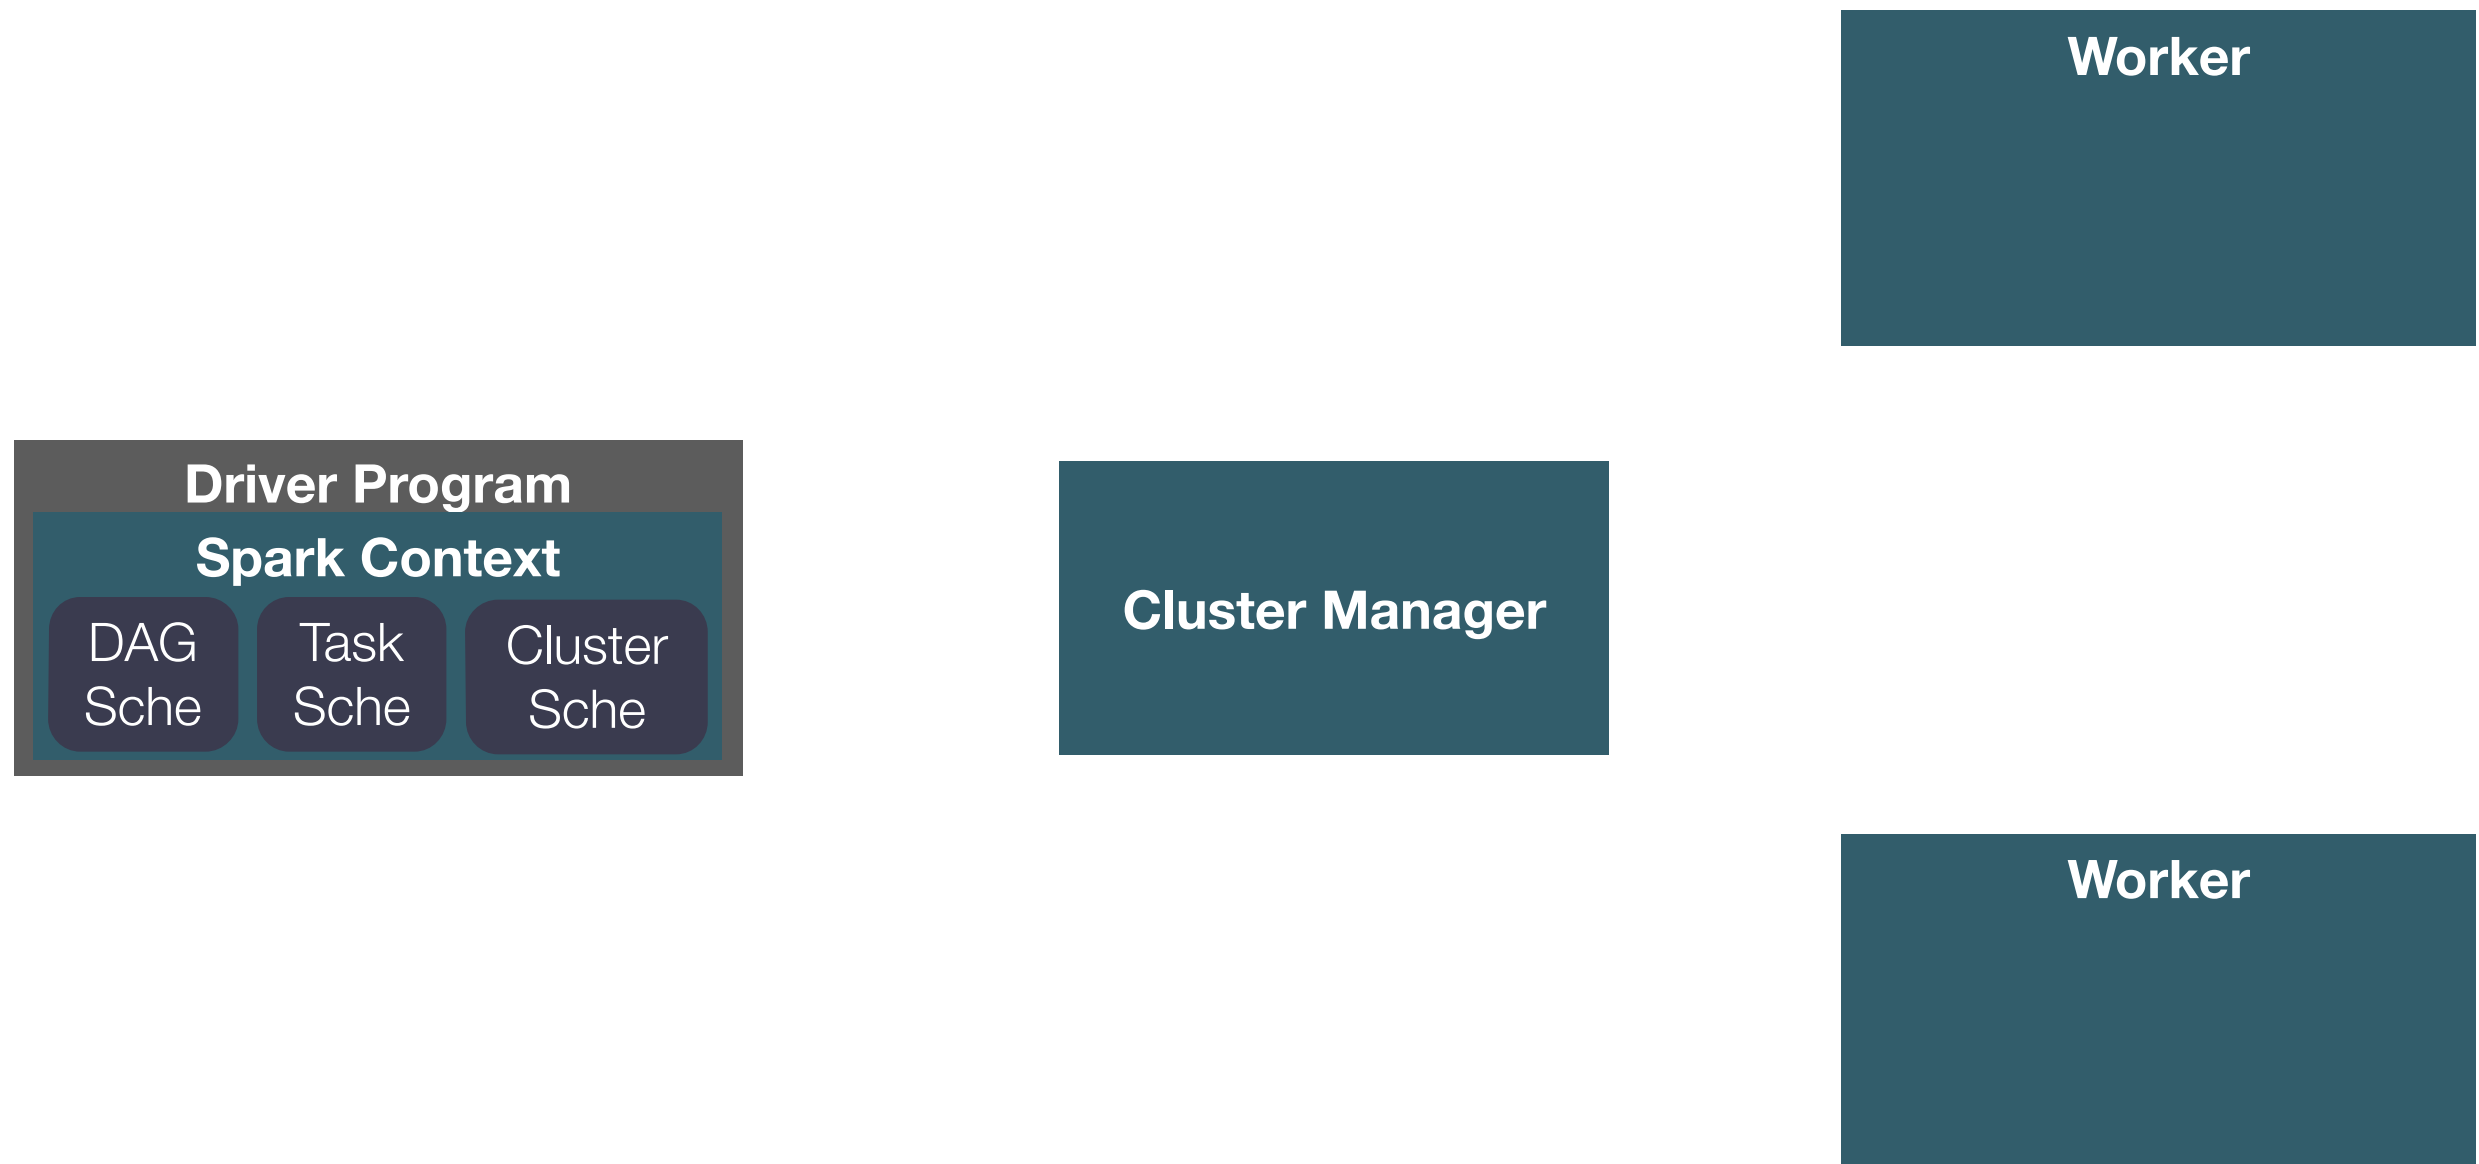 Worker
Driver Program
Spark Context
DAG
Sche
Task
Sche
Cluster
Sche
Cluster Manager
Worker